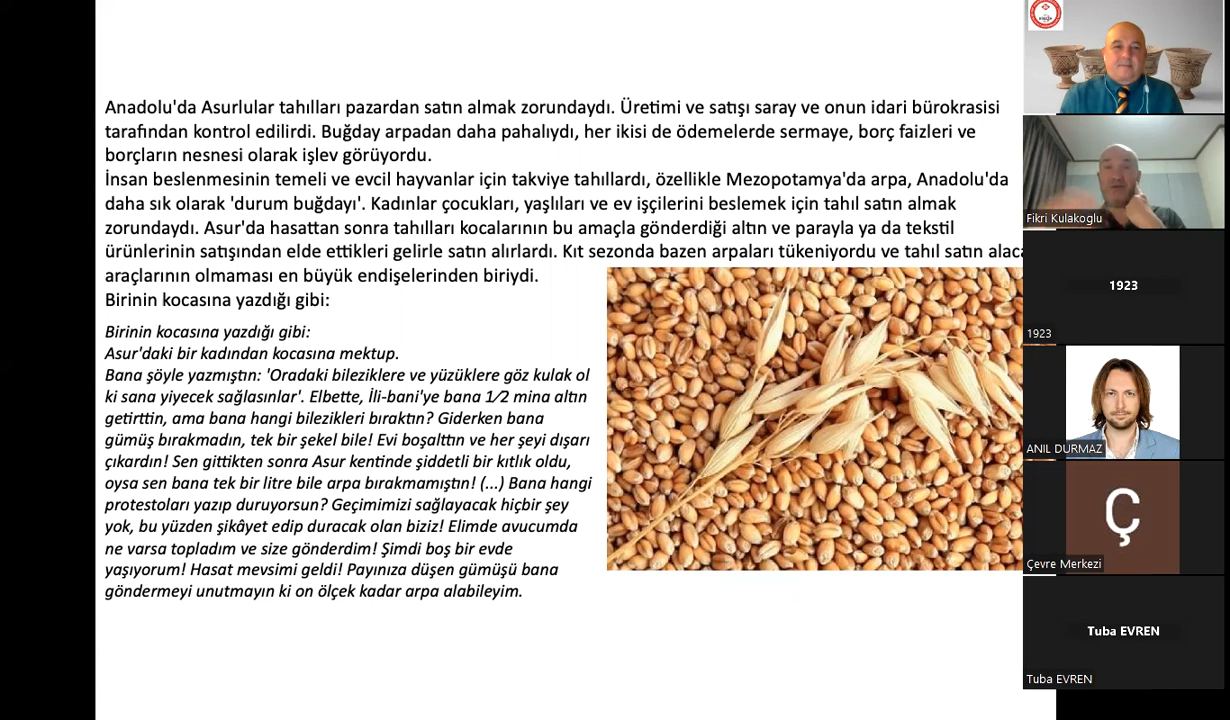 Anadolu'da Asurlular tahılları pazardan satın almak zorundaydı. Üretimi ve satışı saray ve onun idari bürokrasisi
tarafından kontrol edilirdi. Buğday arpadan daha pahalıydı, her ikisi de ödemelerde sermaye, borç faizleri ve
borçların nesnesi olarak işlev görüyordu.
İnsan beslenmesinin temeli ve evcil hayvanlar için takviye tahıllardı, özellikle Mezopotamya'da arpa, Anadolu'da
daha sık olarak 'durum buğdayı'. Kadınlar çocukları, yaşlıları ve ev işçilerini beslemek için tahıl satın almak
zorundaydı. Asur'da hasattan sonra tahılları kocalarının bu amaçla gönderdiği altın ve parayla ya da tekstil
ürünlerinin satışından elde ettikleri gelirle satın alırlardı. Kıt sezonda bazen arpaları tükeniyordu ve tahıl satın alaca
araçlarının olmaması en büyük endişelerinden biriydi.
Birinin kocasına yazdığı gibi:
Birinin kocasına yazdığı gibi:
Asur'daki bir kadından kocasına mektup.
Bana şöyle yazmıştın: 'Oradaki bileziklere ve yüzüklere göz kulak ol
ki sana yiyecek sağlasınlar'. Elbette, İli-bani'ye bana 1⁄2 mina altın
getirttin, ama bana hangi bilezikleri bıraktın? Giderken bana
gümüş bırakmadın, tek bir şekel bile! Evi boşalttın ve her şeyi dışarı
çıkardın! Sen gittikten sonra Asur kentinde şiddetli bir kıtlık oldu,
oysa sen bana tek bir litre bile arpa bırakmamıştın! (...) Bana hangi
protestoları yazıp duruyorsun? Geçimimizi sağlayacak hiçbir şey
yok, bu yüzden şikâyet edip duracak olan biziz! Elimde avucumda
ne varsa topladım ve size gönderdim! Şimdi boş bir evde
yaşıyorum! Hasat mevsimi geldi! Payınıza düşen gümüşü bana
göndermeyi unutmayın ki on ölçek kadar arpa alabileyim.
Fikri Kulakoglu
1923
1923
ANIL DURMAZ
Ç
Çevre Merkezi
Tuba EVREN
Tuba EVREN